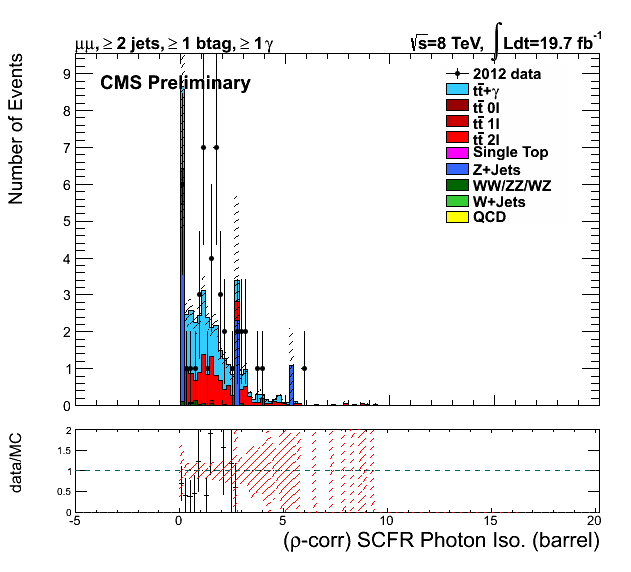 μμ, ≥ 2 jets, ≥ 1 btag, ≥ 1 γ
√s=8 TeV, ∫ Ldt=19.7 fb⁻¹
CMS Preliminary
Number of Events
9
8
7
6
5
4
3
2
1
0
2012 data
tt̄+γ
tt̄ 0l
tt̄ 1l
tt̄ 2l
Single Top
Z+Jets
WW/ZZ/WZ
W+Jets
QCD
data/MC
2
1.5
1
0.5
0
-5 0 5 10 15 20
(ρ-corr) SCFR Photon Iso. (barrel)